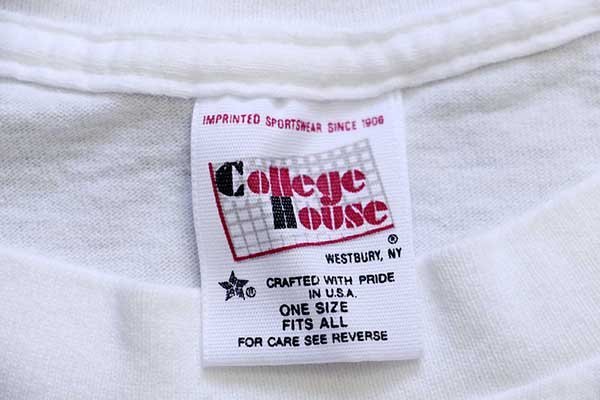 IMPRINTED SPORTSWEAR SINCE 1906
College
House
®
WESTBURY, NY
® CRAFTED WITH PRIDE
IN U.S.A.
ONE SIZE
FITS ALL
FOR CARE SEE REVERSE